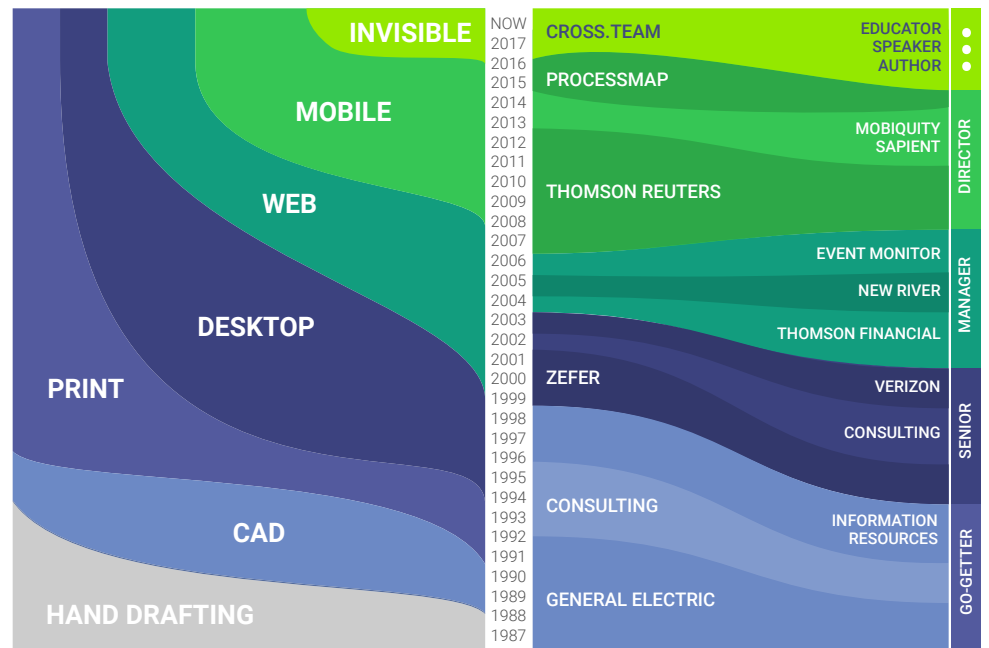 INVISIBLE
MOBILE
WEB
DESKTOP
PRINT
CAD
HAND DRAFTING
NOW
2017
2016
2015
2014
2013
2012
2011
2010
2009
2008
2007
2006
2005
2004
2003
2002
2001
2000
1999
1998
1997
1996
1995
1994
1993
1992
1991
1990
1989
1988
1987
CROSS.TEAM
PROCESSMAP
THOMSON REUTERS
ZEFER
CONSULTING
GENERAL ELECTRIC
EDUCATOR
SPEAKER
AUTHOR
MOBIQUITY
SAPIENT
EVENT MONITOR
NEW RIVER
THOMSON FINANCIAL
VERIZON
CONSULTING
INFORMATION
RESOURCES
DIRECTOR
MANAGER
SENIOR
GO-GETTER